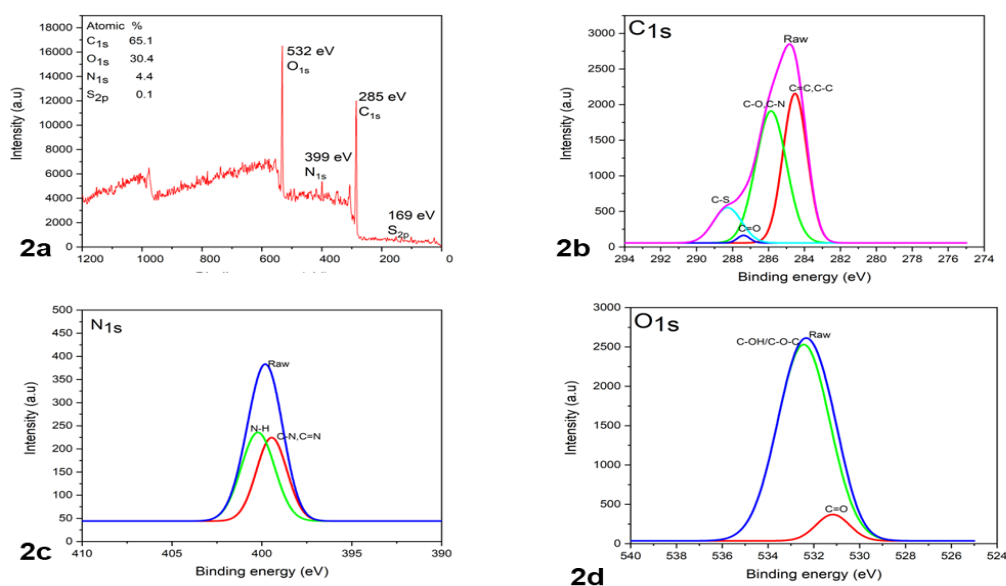 Atomic %
C1s 65.1
O1s 30.4
N1s 4.4
S2p 0.1
532 eV
O1s
285 eV
C1s
399 eV
N1s
169 eV
S2p
Intensity (a.u)
18000
16000
14000
12000
10000
8000
6000
4000
2000
0
1200 1000 800 600 400 200 0
2a
C1s
Raw
C=C,C-C
C-O,C-N
C-S
C=O
Intensity (a.u)
3000
2500
2000
1500
1000
500
0
294 292 290 288 286 284 282 280 278 276 274
Binding energy (eV)
2b
N1s
Raw
N-H
C-N,C=N
Intensity (a.u)
500
450
400
350
300
250
200
150
100
50
0
410 405 400 395 390
Binding energy (eV)
2c
O1s
Raw
C-OH/C-O-C
C=O
Intensity (a.u)
3000
2500
2000
1500
1000
500
0
540 538 536 534 532 530 528 526 524
Binding energy (eV)
2d